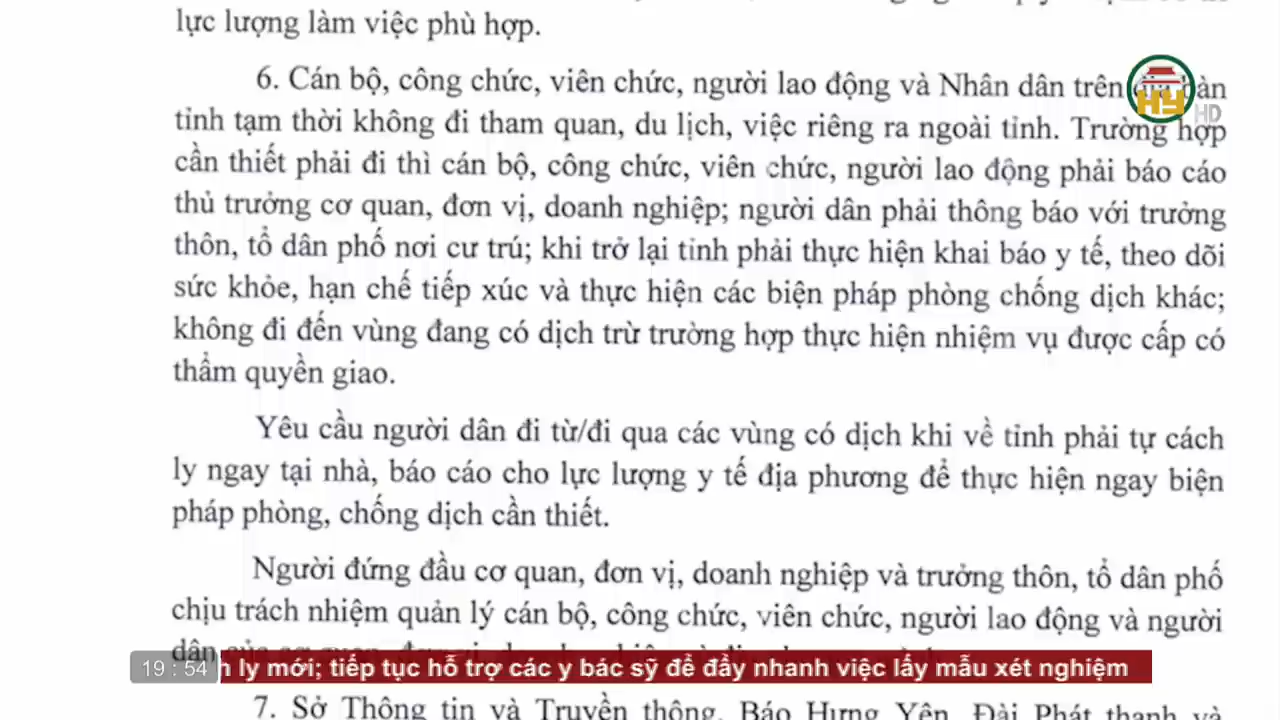 lực lượng làm việc phù hợp.
6. Cán bộ, công chức, viên chức, người lao động và Nhân dân trên bàn
tỉnh tạm thời không đi tham quan, du lịch, việc riêng ra ngoài tỉnh. Trường hợp
cần thiết phải đi thì cán bộ, công chức, viên chức, người lao động phải báo cáo
thủ trưởng cơ quan, đơn vị, doanh nghiệp; người dân phải thông báo với trưởng
thôn, tổ dân phố nơi cư trú; khi trở lại tỉnh phải thực hiện khai báo y tế, theo dõi
sức khỏe, hạn chế tiếp xúc và thực hiện các biện pháp phòng chống dịch khác;
không đi đến vùng đang có dịch trừ trường hợp thực hiện nhiệm vụ được cấp có
thẩm quyền giao.
Yêu cầu người dân đi từ/đi qua các vùng có dịch khi về tỉnh phải tự cách
ly ngay tại nhà, báo cáo cho lực lượng y tế địa phương để thực hiện ngay biện
pháp phòng, chống dịch cần thiết.
Người đứng đầu cơ quan, đơn vị, doanh nghiệp và trưởng thôn, tổ dân phố
chịu trách nhiệm quản lý cán bộ, công chức, viên chức, người lao động và người
dân
7. Sở Thông tin và Truyền thông, Báo Hưng Yên, Đài Phát thanh và
HY HD
19 : 54
h ly mới; tiếp tục hỗ trợ các y bác sỹ để đẩy nhanh việc lấy mẫu xét nghiệm